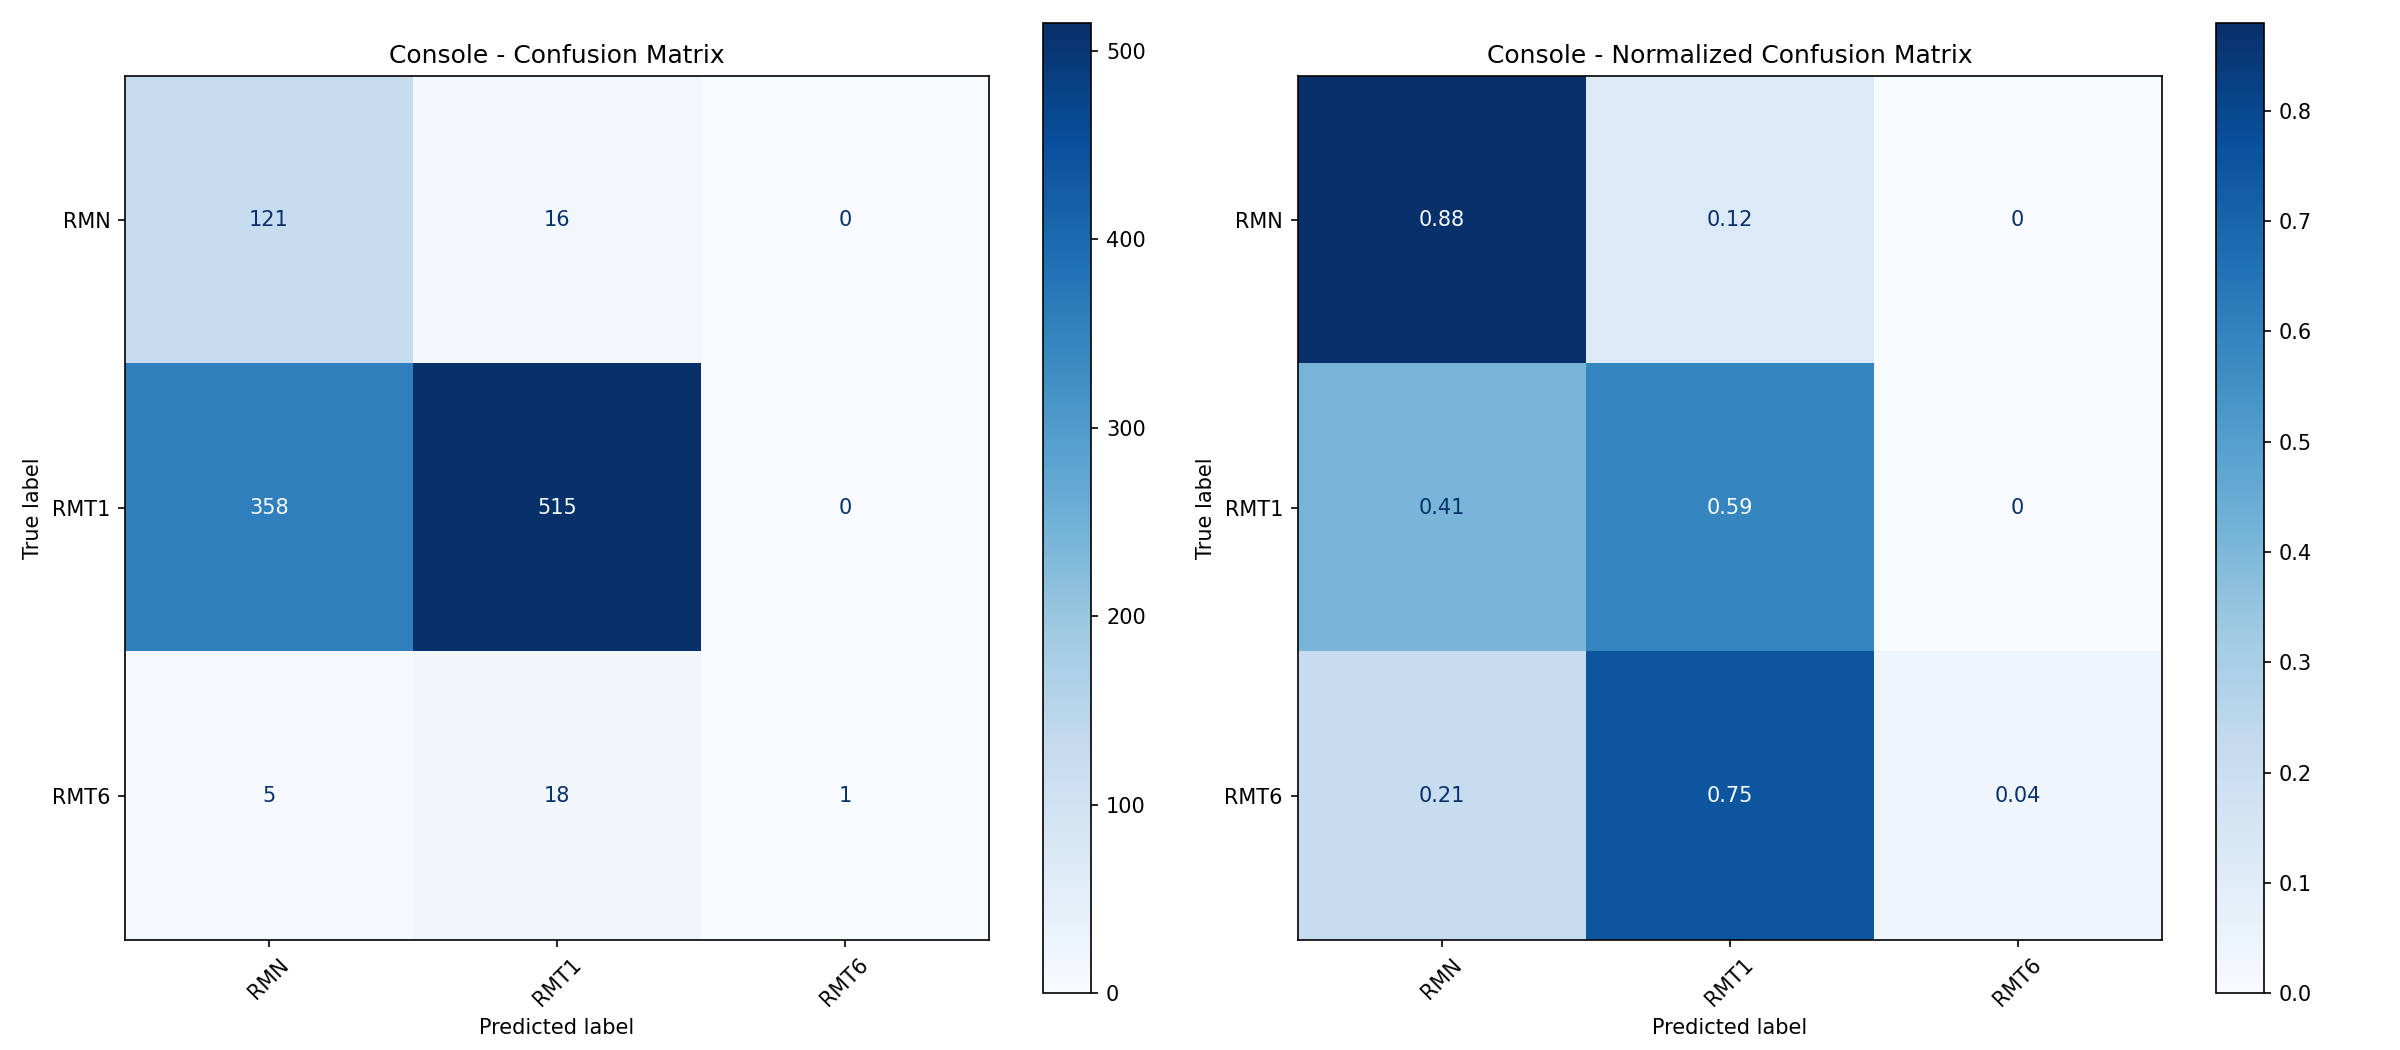 Console - Confusion Matrix
True label
RMN
RMT1
RMT6
121 16 0
358 515 0
5 18 1
RMN RMT1 RMT6
Predicted label
500
400
300
200
100
0
Console - Normalized Confusion Matrix
True label
RMN
RMT1
RMT6
0.88 0.12 0
0.41 0.59 0
0.21 0.75 0.04
RMN RMT1 RMT6
Predicted label
0.8
0.7
0.6
0.5
0.4
0.3
0.2
0.1
0.0